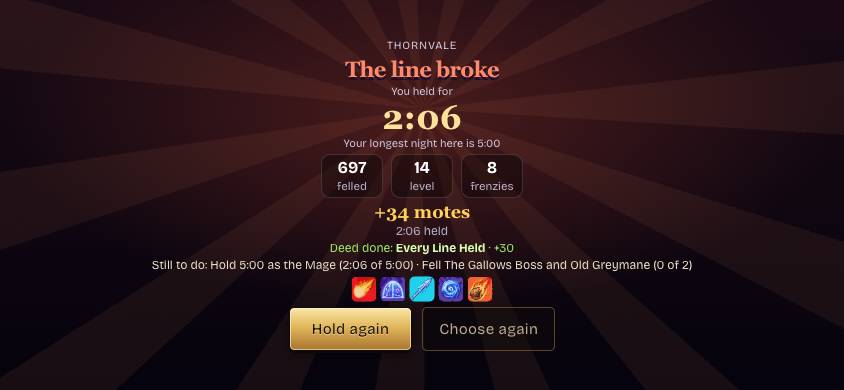 THORNVALE
The line broke
You held for
2:06
Your longest night here is 5:00
697 14 8
felled level frenzies
+34 motes
2:06 held
Deed done: Every Line Held · +30
Still to do: Hold 5:00 as the Mage (2:06 of 5:00) · Fell The Gallows Boss and Old Greymane (0 of 2)
Hold again Choose again